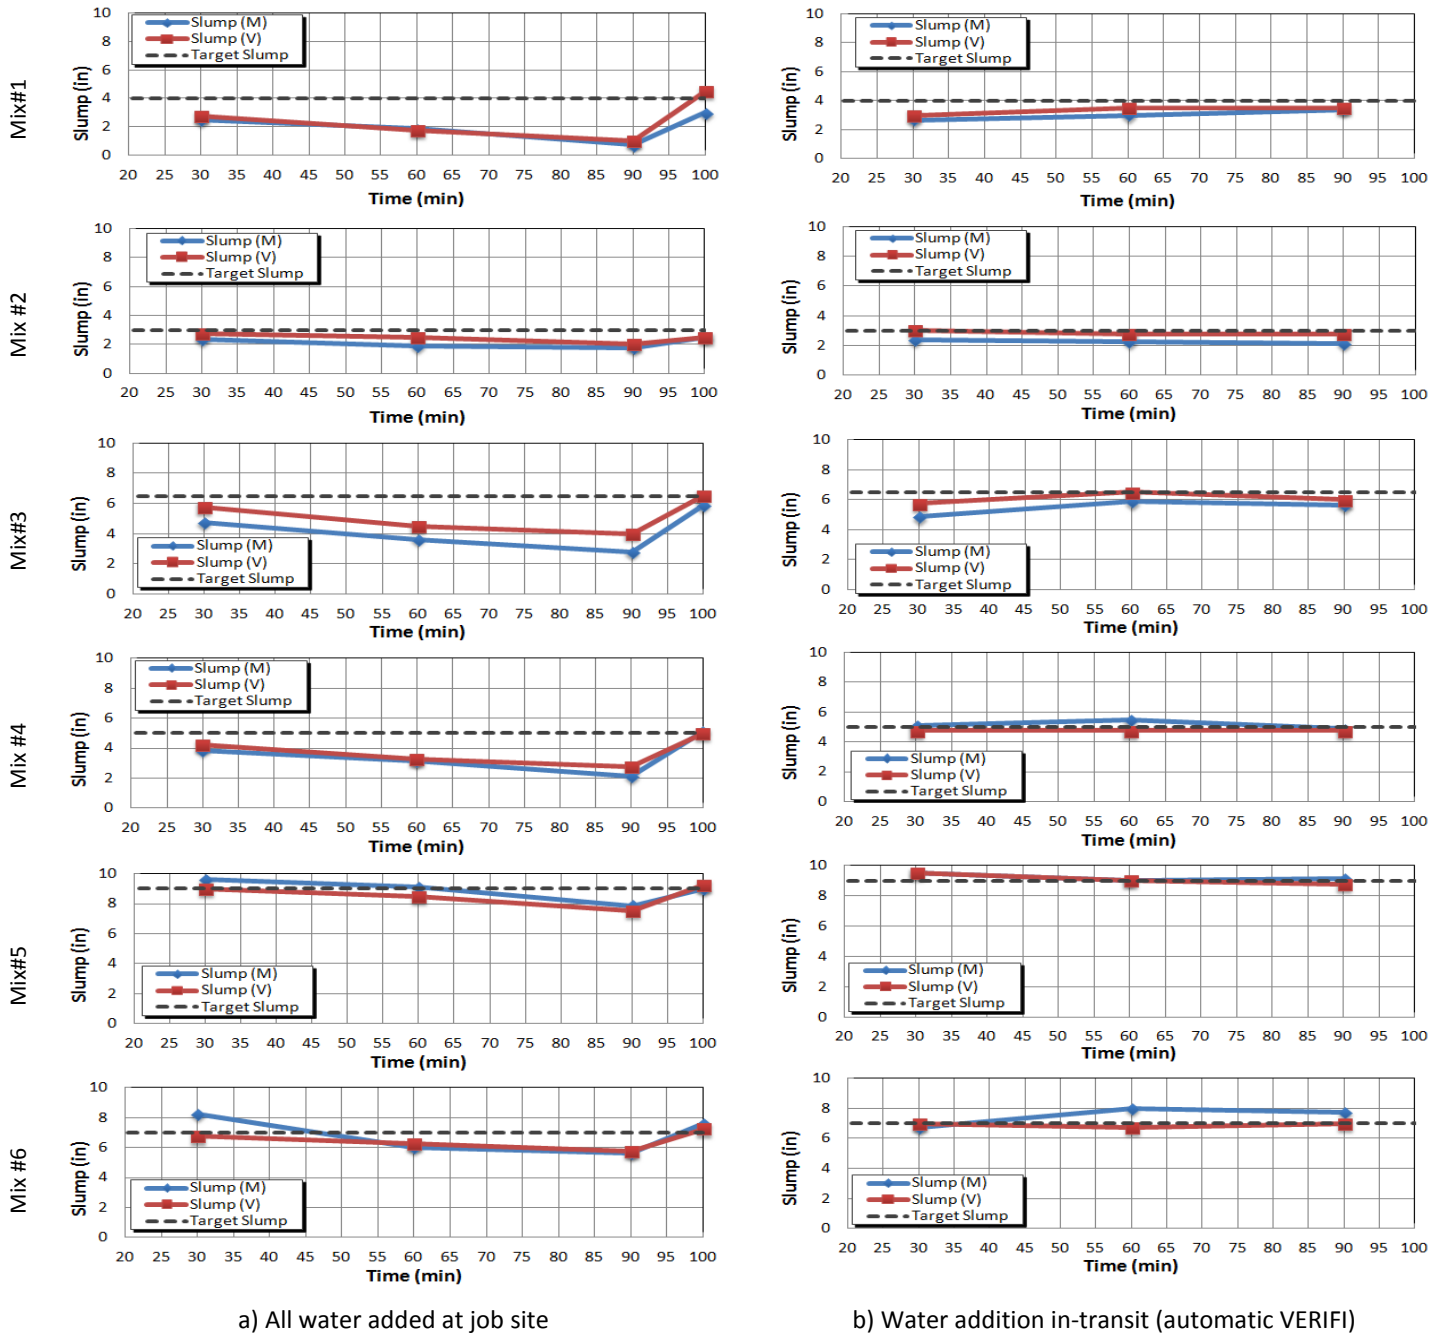 Mix#1
Slump (in)
10
8
6
4
2
0
Slump (M)
Slump (V)
Target Slump
20 25 30 35 40 45 50 55 60 65 70 75 80 85 90 95 100
Time (min)
Slump (in)
10
8
6
4
2
0
Slump (M)
Slump (V)
Target Slump
20 25 30 35 40 45 50 55 60 65 70 75 80 85 90 95 100
Time (min)
Mix #2
Slump (in)
10
8
6
4
2
0
Slump (M)
Slump (V)
Target Slump
20 25 30 35 40 45 50 55 60 65 70 75 80 85 90 95 100
Time (min)
Slump (in)
10
8
6
4
2
0
Slump (M)
Slump (V)
Target Slump
20 25 30 35 40 45 50 55 60 65 70 75 80 85 90 95 100
Time (min)
Mix#3
Slump (in)
10
8
6
4
2
0
Slump (M)
Slump (V)
Target Slump
20 25 30 35 40 45 50 55 60 65 70 75 80 85 90 95 100
Time (min)
Slump (in)
10
8
6
4
2
0
Slump (M)
Slump (V)
Target Slump
20 25 30 35 40 45 50 55 60 65 70 75 80 85 90 95 100
Time (min)
Mix #4
Slump (in)
10
8
6
4
2
0
Slump (M)
Slump (V)
Target Slump
20 25 30 35 40 45 50 55 60 65 70 75 80 85 90 95 100
Time (min)
Slump (in)
10
8
6
4
2
0
Slump (M)
Slump (V)
Target Slump
20 25 30 35 40 45 50 55 60 65 70 75 80 85 90 95 100
Time (min)
Mix#5
Slump (in)
10
8
6
4
2
0
Slump (M)
Slump (V)
Target Slump
20 25 30 35 40 45 50 55 60 65 70 75 80 85 90 95 100
Time (min)
Slump (in)
10
8
6
4
2
0
Slump (M)
Slump (V)
Target Slump
20 25 30 35 40 45 50 55 60 65 70 75 80 85 90 95 100
Time (min)
Mix #6
Slump (in)
10
8
6
4
2
0
Slump (M)
Slump (V)
Target Slump
20 25 30 35 40 45 50 55 60 65 70 75 80 85 90 95 100
Time (min)
Slump (in)
10
8
6
4
2
0
Slump (M)
Slump (V)
Target Slump
20 25 30 35 40 45 50 55 60 65 70 75 80 85 90 95 100
Time (min)
a) All water added at job site
b) Water addition in-transit (automatic VERIFI)